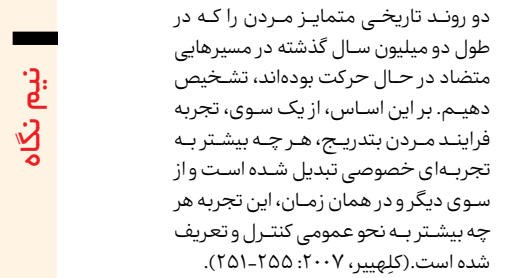 نیم نگاه
دو روند تاریخی متمایز مردن را که در
طول دو میلیون سال گذشته در مسیرهایی
متضاد در حال حرکت بوده‌اند، تشخیص
دهیم. بر این اساس، از یک سوی، تجربه
فرایند مردن بتدریج، هر چه بیشتر به
تجربه‌ای خصوصی تبدیل شده است و از
سوی دیگر و در همان زمان، این تجربه هر
چه بیشتر به نحو عمومی کنترل و تعریف
شده است.(کلِهییر، ۲۰۰۷: ۲۵۵-۲۵۱).